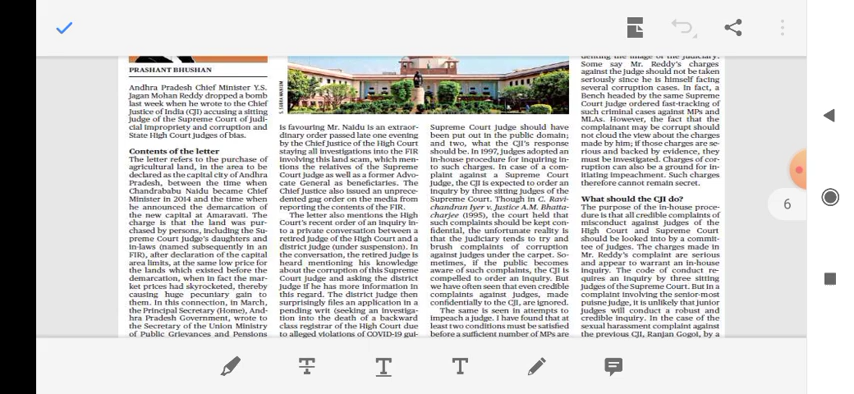 PRASHANT BHUSHAN
Andhra Pradesh Chief Minister Y.S.
Jagan Mohan Reddy dropped a bomb
last week when he wrote to the Chief
Justice of India (CJI) accusing a sitting
judge of the Supreme Court of judi-
cial impropriety and corruption and
State High Court judges of bias.
Contents of the letter
The letter refers to the purchase of
agricultural land, in the area to be
declared as the capital city of Andhra
Pradesh, between the time when
Chandrababu Naidu became Chief
Minister in 2014 and the time when
he announced the demarcation of
the new capital at Amaravati. The
charge is that the land was pur-
chased by persons, including the Su-
preme Court judge's daughters and
in-laws (named subsequently in an
FIR), after declaration of the capital
area limits, at the same low price for
the lands which existed before the
demarcation, when in fact the mar-
ket prices had skyrocketed, thereby
causing huge pecuniary gain to
them. In this connection, in March,
the Principal Secretary (Home), And-
hra Pradesh Government, wrote to
the Secretary of the Union Ministry
of Public Grievances and Pensions
is favouring Mr. Naidu is an extraor-
dinary order passed late one evening
by the Chief Justice of the High Court
staying all investigations into the FIR
involving this land scam, which men-
tions the relatives of the Supreme
Court judge as well as a former Advo-
cate General as beneficiaries. The
Chief Justice also issued an unprece-
dented gag order on the media from
reporting the contents of the FIR.
The letter also mentions the High
Court's recent order of an inquiry in-
to a private conversation between a
retired judge of the High Court and a
district judge (under suspension). In
the conversation, the retired judge is
heard mentioning his knowledge
about the corruption of this Supreme
Court judge and asking the district
judge if he has more information in
this regard. The district judge then
surprisingly files an application in a
pending writ (seeking an investiga-
tion into the death of a backward
class registrar of the High Court due
to alleged violations of COVID-19 gui-
Supreme Court judge should have
been put out in the public domain;
and two, what the CJI's response
should be. In 1997, judges adopted an
in-house procedure for inquiring in-
to such charges. In case of a com-
plaint against a Supreme Court
judge, the CJI is expected to order an
inquiry by three sitting judges of the
Supreme Court. Though in C. Ravi-
chandran Iyer v. Justice A.M. Bhatta-
charjee (1995), the court held that
such complaints should be kept con-
fidential, the unfortunate reality is
that the judiciary tends to try and
brush complaints of corruption
against judges under the carpet. So-
metimes, if the public becomes
aware of such complaints, the CJI is
compelled to order an inquiry. But
we have often seen that even credible
complaints against judges, made
confidentially to the CJI, are ignored.
The same is seen in attempts to
impeach a judge. I have found that at
least two conditions must be satisfied
before a sufficient number of MPs are
Some say Mr. Reddy's charges
against the judge should not be taken
seriously since he is himself facing
several corruption cases. In fact, a
Bench headed by the same Supreme
Court judge ordered fast-tracking of
such criminal cases against MPs and
MLAs. However, the fact that the
complainant may be corrupt should
not cloud the view about the charges
made by him; if those charges are se-
rious and backed by evidence, they
must be investigated. Charges of cor-
ruption can also be a ground for in-
itiating impeachment. Such charges
therefore cannot remain secret.
What should the CJI do?
The purpose of the in-house proce-
dure is that all credible complaints of
misconduct against judges of the
High Court and Supreme Court
should be looked into by a commit-
tee of judges. The charges made in
Mr. Reddy's complaint are serious
and appear to warrant an in-house
inquiry. The code of conduct re-
quires an inquiry by three sitting
judges of the Supreme Court. But in a
complaint involving the senior-most
puisne judge, it is unlikely that junior
judges will conduct a robust and
credible inquiry. In the case of the
sexual harassment complaint against
the previous CJI, Ranjan Gogoi, by a
6